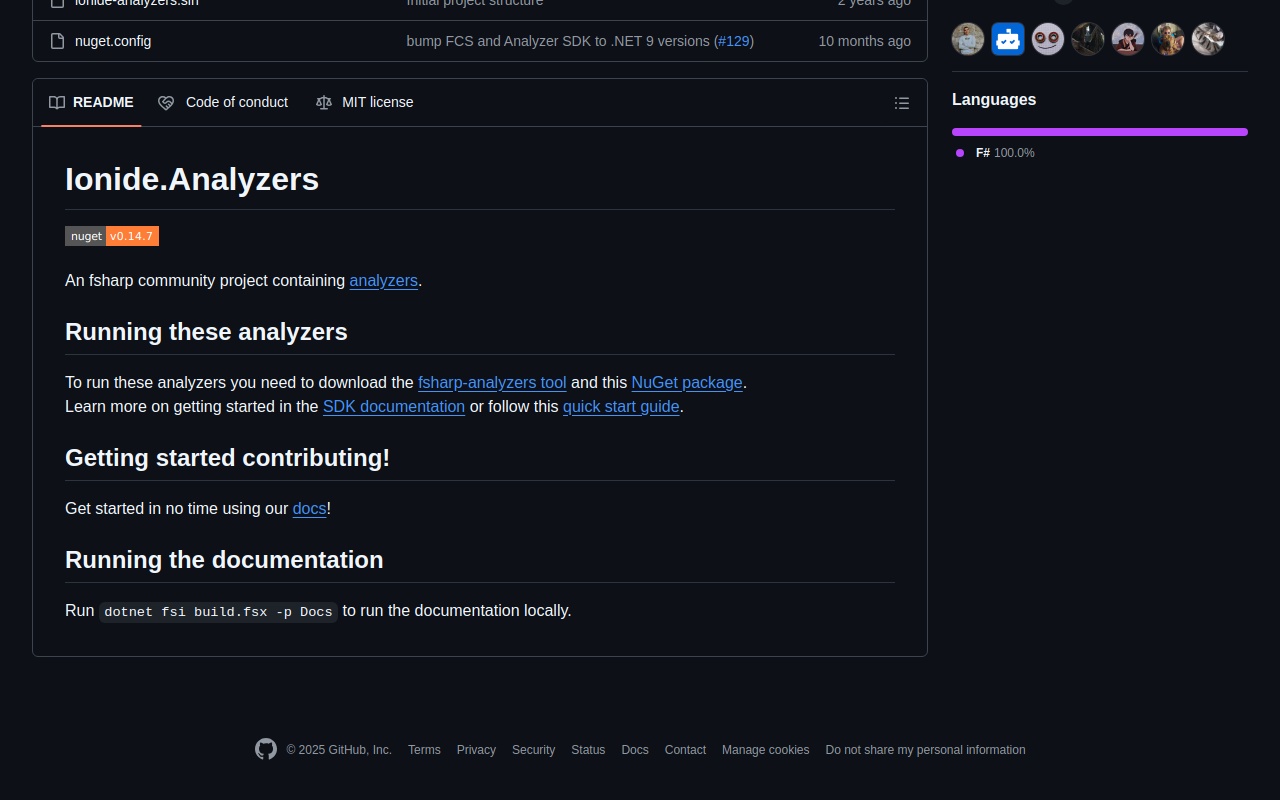 ionide-analyzers.sln initial project structure 2 years ago
nuget.config bump FCS and Analyzer SDK to .NET 9 versions (#129) 10 months ago
Languages
F# 100.0%
README Code of conduct MIT license
Ionide.Analyzers
nuget v0.14.7
An fsharp community project containing analyzers.
Running these analyzers
To run these analyzers you need to download the fsharp-analyzers tool and this NuGet package.
Learn more on getting started in the SDK documentation or follow this quick start guide.
Getting started contributing!
Get started in no time using our docs!
Running the documentation
Run dotnet fsi build.fsx -p Docs to run the documentation locally.
© 2025 GitHub, Inc. Terms Privacy Security Status Docs Contact Manage cookies Do not share my personal information